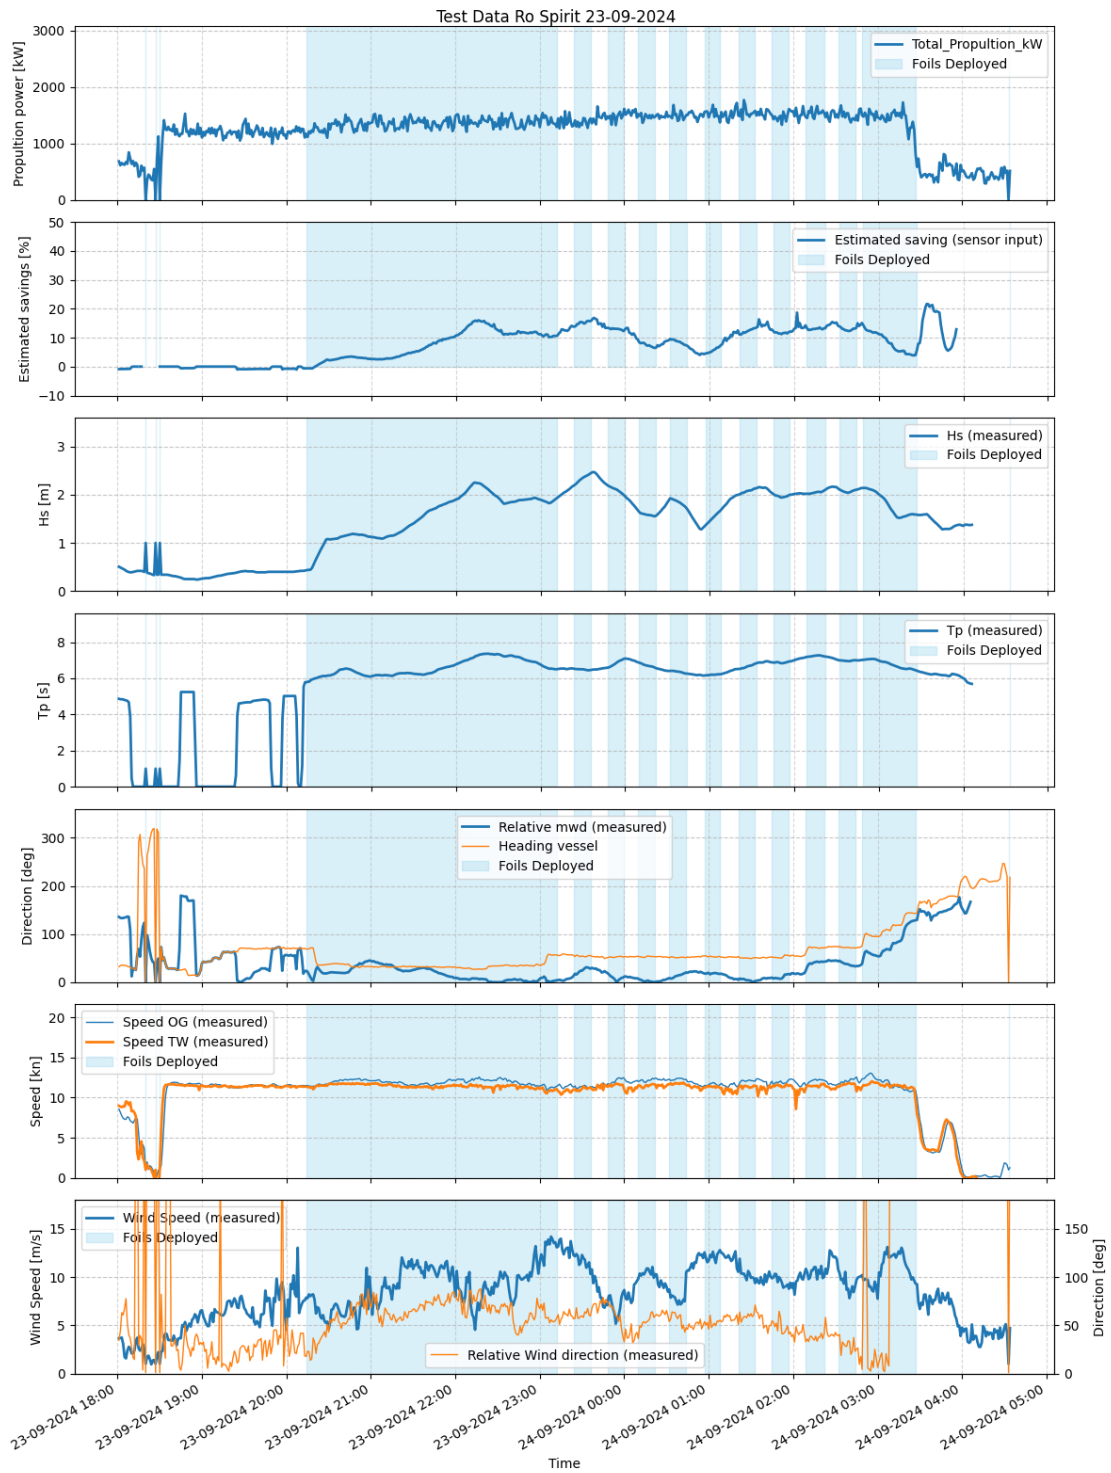 Test Data Ro Spirit 23-09-2024
Propultion power [kW]
3000
2000
1000
0
Total_Propultion_kW
Foils Deployed
Estimated savings [%]
50
40
30
20
10
0
−10
Estimated saving (sensor input)
Foils Deployed
Hs [m]
3
2
1
0
Hs (measured)
Foils Deployed
Tp [s]
8
6
4
2
0
Tp (measured)
Foils Deployed
Direction [deg]
300
200
100
0
Relative mwd (measured)
Heading vessel
Foils Deployed
Speed [kn]
20
15
10
5
0
Speed OG (measured)
Speed TW (measured)
Foils Deployed
Wind Speed [m/s]
15
10
5
0
Wind Speed (measured)
Foils Deployed
Relative Wind direction (measured)
150
100
50
0
Direction [deg]
23-09-2024 18:00
23-09-2024 19:00
23-09-2024 20:00
23-09-2024 21:00
23-09-2024 22:00
23-09-2024 23:00
24-09-2024 00:00
24-09-2024 01:00
24-09-2024 02:00
24-09-2024 03:00
24-09-2024 04:00
24-09-2024 05:00
Time